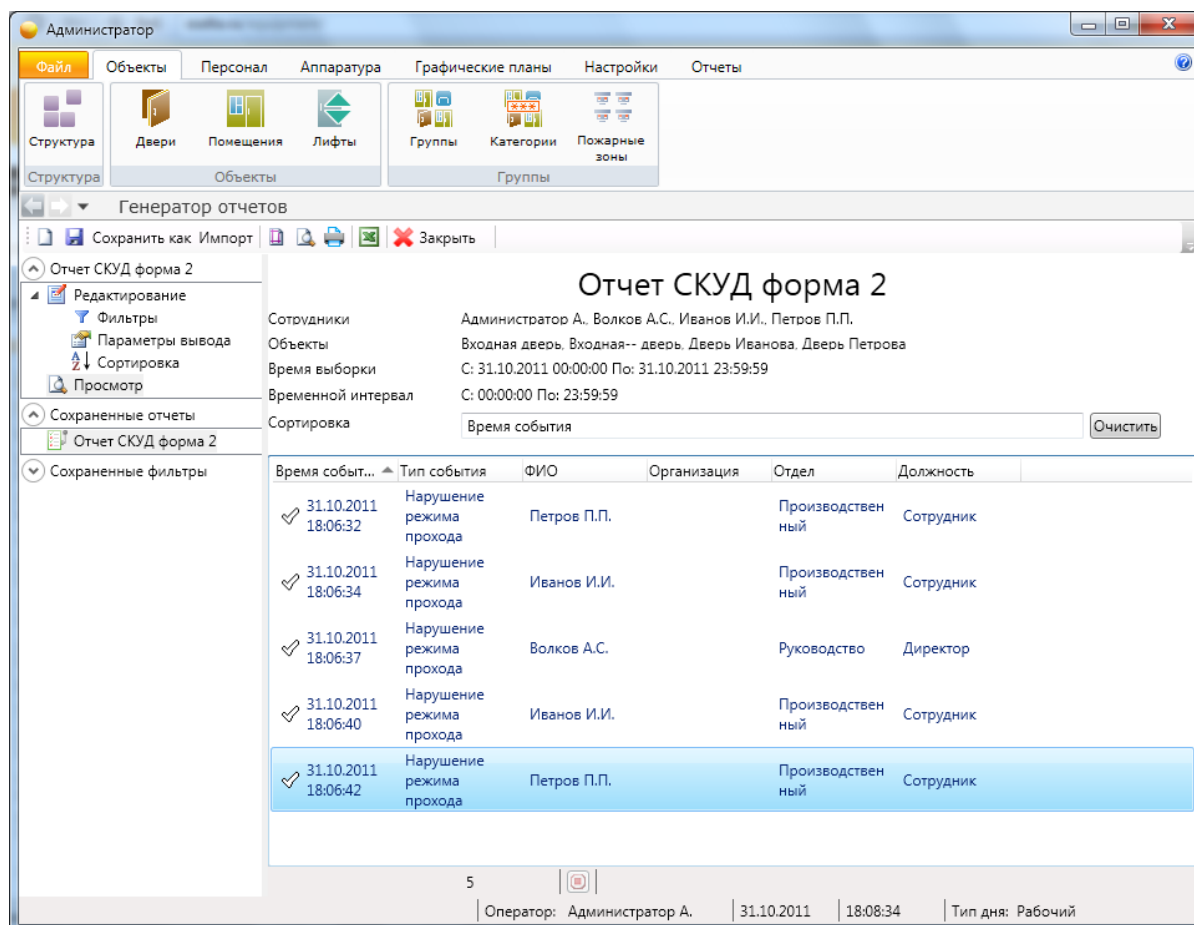 Администратор
Файл Объекты Персонал Аппаратура Графические планы Настройки Отчеты
Структура Двери Помещения Лифты Группы Категории Пожарные
зоны
Структура Объекты Группы
Генератор отчетов
Сохранить как Импорт Закрыть
Отчет СКУД форма 2
Редактирование
Фильтры
Параметры вывода
Сортировка
Просмотр
Сохраненные отчеты
Отчет СКУД форма 2
Сохраненные фильтры
Отчет СКУД форма 2
Сотрудники Администратор А., Волков А.С., Иванов И.И., Петров П.П.
Объекты Входная дверь, Входная-- дверь, Дверь Иванова, Дверь Петрова
Время выборки С: 31.10.2011 00:00:00 По: 31.10.2011 23:59:59
Временной интервал С: 00:00:00 По: 23:59:59
Сортировка Время события Очистить
Время событ... Тип события ФИО Организация Отдел Должность
31.10.2011
18:06:32
Нарушение
режима
прохода
Петров П.П.
Производствен
ный
Сотрудник
31.10.2011
18:06:34
Нарушение
режима
прохода
Иванов И.И.
Производствен
ный
Сотрудник
31.10.2011
18:06:37
Нарушение
режима
прохода
Волков А.С.
Руководство
Директор
31.10.2011
18:06:40
Нарушение
режима
прохода
Иванов И.И.
Производствен
ный
Сотрудник
31.10.2011
18:06:42
Нарушение
режима
прохода
Петров П.П.
Производствен
ный
Сотрудник
5
Оператор: Администратор А. 31.10.2011 18:08:34 Тип дня: Рабочий